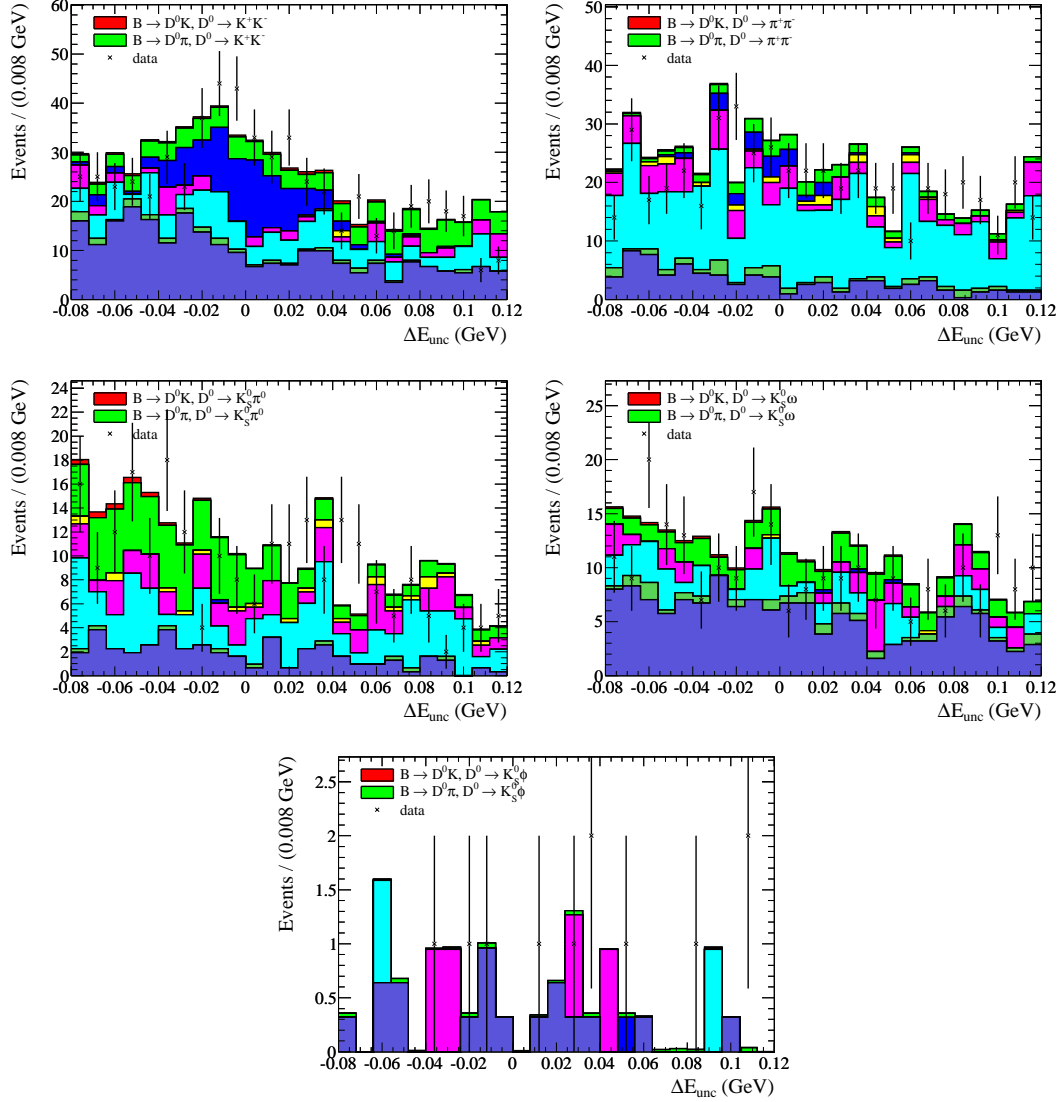 Events / (0.008 GeV)
60
50
40
30
20
10
0
B → D⁰K, D⁰ → K⁺K⁻
B → D⁰π, D⁰ → K⁺K⁻
data
-0.08 -0.06 -0.04 -0.02 0 0.02 0.04 0.06 0.08 0.1 0.12
ΔE_unc (GeV)
Events / (0.008 GeV)
50
40
30
20
10
0
B → D⁰K, D⁰ → π⁺π⁻
B → D⁰π, D⁰ → π⁺π⁻
data
-0.08 -0.06 -0.04 -0.02 0 0.02 0.04 0.06 0.08 0.1 0.12
ΔE_unc (GeV)
Events / (0.008 GeV)
24
22
20
18
16
14
12
10
8
6
4
2
0
B → D⁰K, D⁰ → K_S⁰π⁰
B → D⁰π, D⁰ → K_S⁰π⁰
data
-0.08 -0.06 -0.04 -0.02 0 0.02 0.04 0.06 0.08 0.1 0.12
ΔE_unc (GeV)
Events / (0.008 GeV)
25
20
15
10
5
0
B → D⁰K, D⁰ → K_S⁰ω
B → D⁰π, D⁰ → K_S⁰ω
data
-0.08 -0.06 -0.04 -0.02 0 0.02 0.04 0.06 0.08 0.1 0.12
ΔE_unc (GeV)
Events / (0.008 GeV)
2.5
2
1.5
1
0.5
0
B → D⁰K, D⁰ → K_S⁰ϕ
B → D⁰π, D⁰ → K_S⁰ϕ
data
-0.08 -0.06 -0.04 -0.02 0 0.02 0.04 0.06 0.08 0.1 0.12
ΔE_unc (GeV)